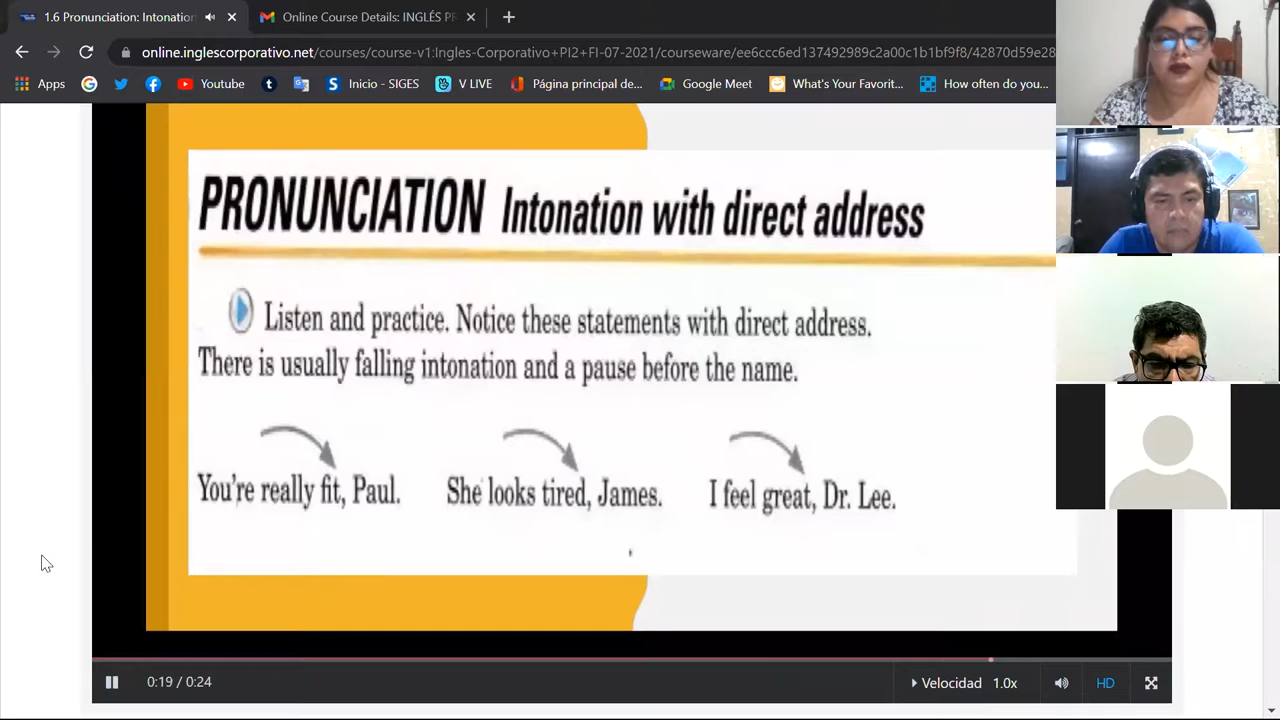 1.6 Pronunciation: Intonation
Online Course Details: INGLÉS PR
online.inglescorporativo.net/courses/course-v1:Ingles-Corporativo+PI2+FI-07-2021/courseware/ee6ccc6ed137492989c2a00c1b1bf9f8/42870d59e28
Apps
Youtube
Inicio - SIGES
V LIVE
Página principal de...
Google Meet
What's Your Favorit...
How often do you...
PRONUNCIATION Intonation with direct address
Listen and practice. Notice these statements with direct address.
There is usually falling intonation and a pause before the name.
You're really fit, Paul. She looks tired, James. I feel great, Dr. Lee.
0:19 / 0:24
Velocidad 1.0x
HD